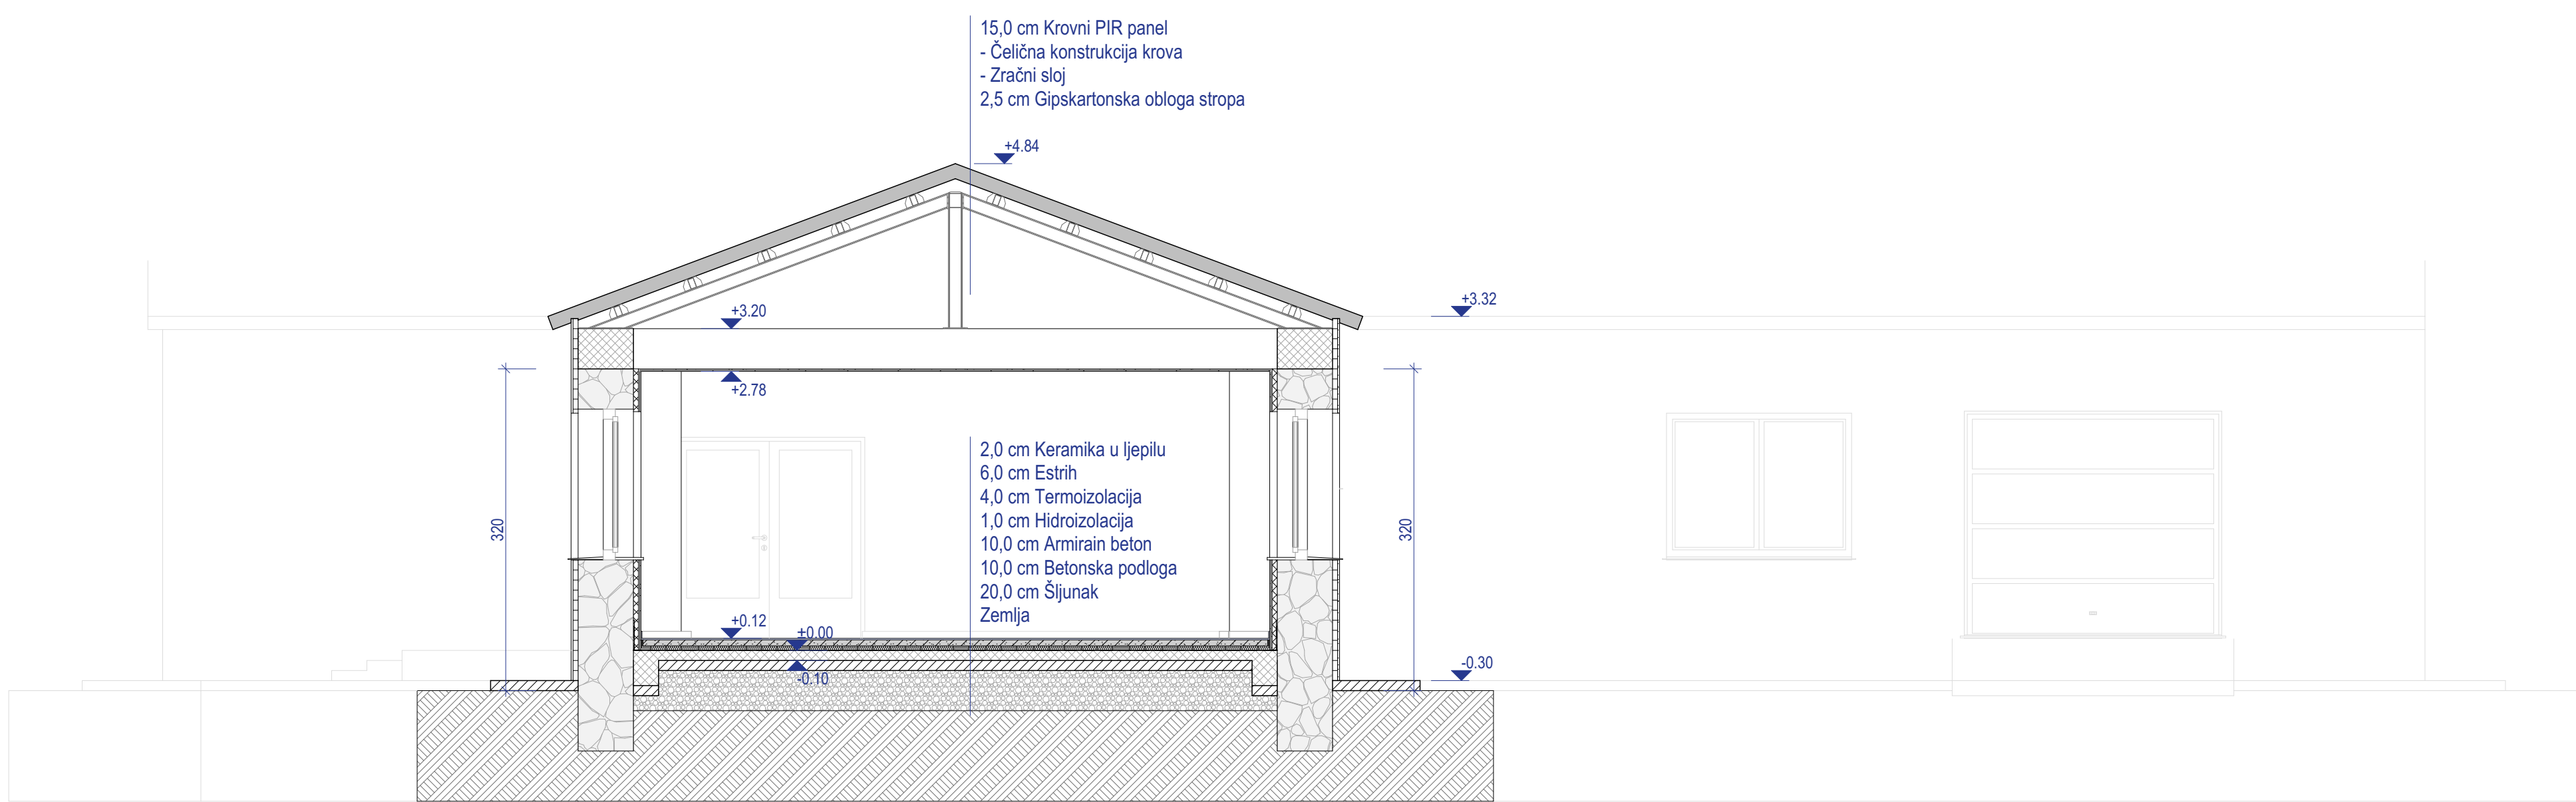 15,0 cm Krovni PIR panel
- Čelična konstrukcija krova
- Zračni sloj
2,5 cm Gipskartonska obloga stropa
+4.84
+3.20
+3.32
+2.78
320
320
2,0 cm Keramika u ljepilu
6,0 cm Estrih
4,0 cm Termoizolacija
1,0 cm Hidroizolacija
10,0 cm Armirain beton
10,0 cm Betonska podloga
20,0 cm Šljunak
Zemlja
+0.12
±0.00
-0.10
-0.30